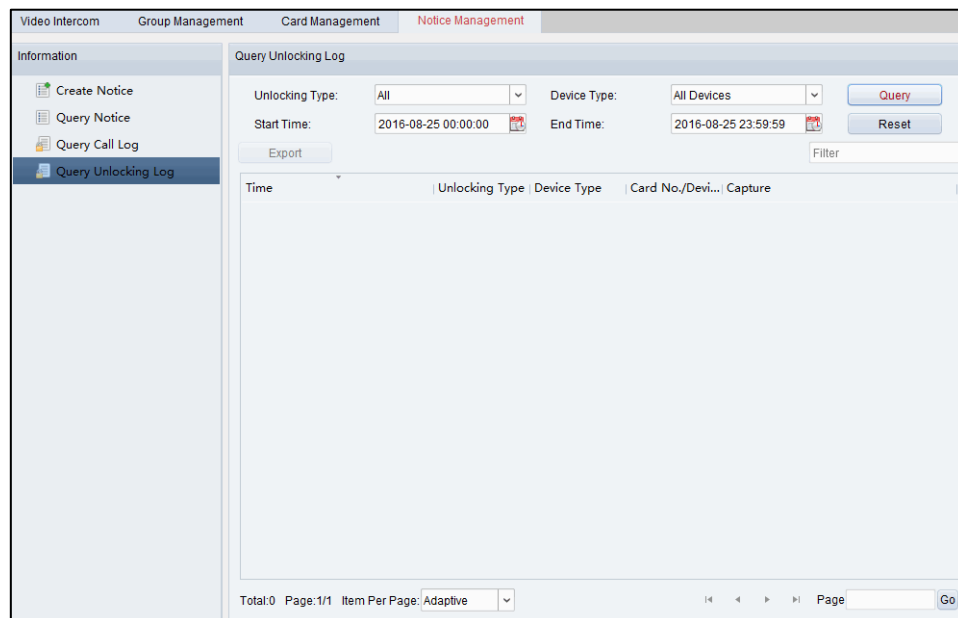 Video Intercom Group Management Card Management Notice Management
Information
Create Notice
Query Notice
Query Call Log
Query Unlocking Log
Query Unlocking Log
Unlocking Type: All Device Type: All Devices Query
Start Time: 2016-08-25 00:00:00 End Time: 2016-08-25 23:59:59 Reset
Export Filter
Time Unlocking Type Device Type Card No./Devi... Capture
Total:0 Page:1/1 Item Per Page: Adaptive Page Go